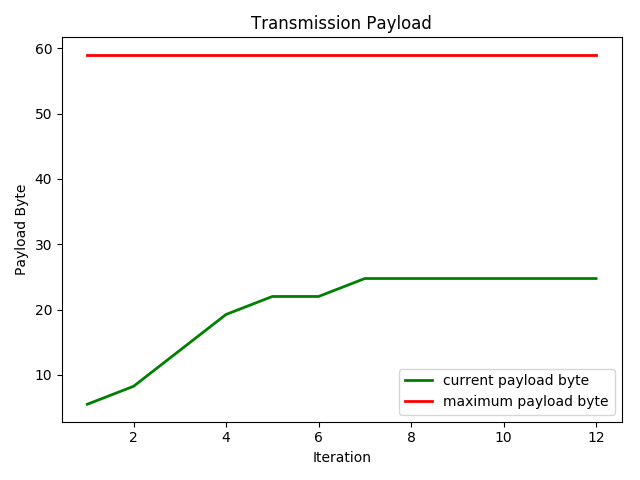 Transmission Payload
60
50
40
30
20
10
Payload Byte
2
4
6
8
10
12
Iteration
current payload byte
maximum payload byte